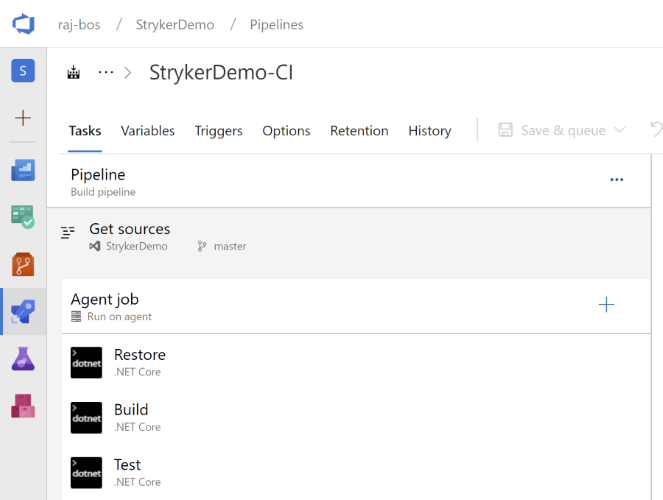 raj-bos / StrykerDemo / Pipelines
S
... > StrykerDemo-CI
Tasks Variables Triggers Options Retention History Save & queue
Pipeline
Build pipeline
Get sources
StrykerDemo master
Agent job
Run on agent
Restore
dotnet
.NET Core
Build
dotnet
.NET Core
Test
dotnet
.NET Core